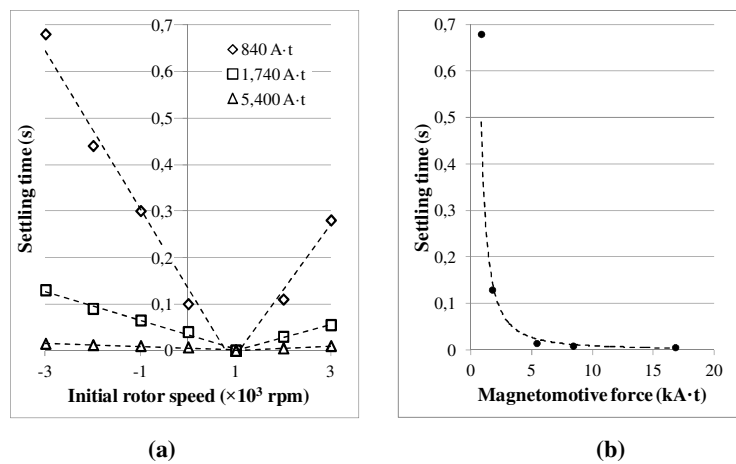 0,7
0,6
0,5
0,4
0,3
0,2
0,1
0
-3
-1
1
3
840 A·t
1,740 A·t
5,400 A·t
Settling time (s)
Initial rotor speed (×10³ rpm)
(a)
0,7
0,6
0,5
0,4
0,3
0,2
0,1
0
0
5
10
15
20
Settling time (s)
Magnetomotive force (kA·t)
(b)